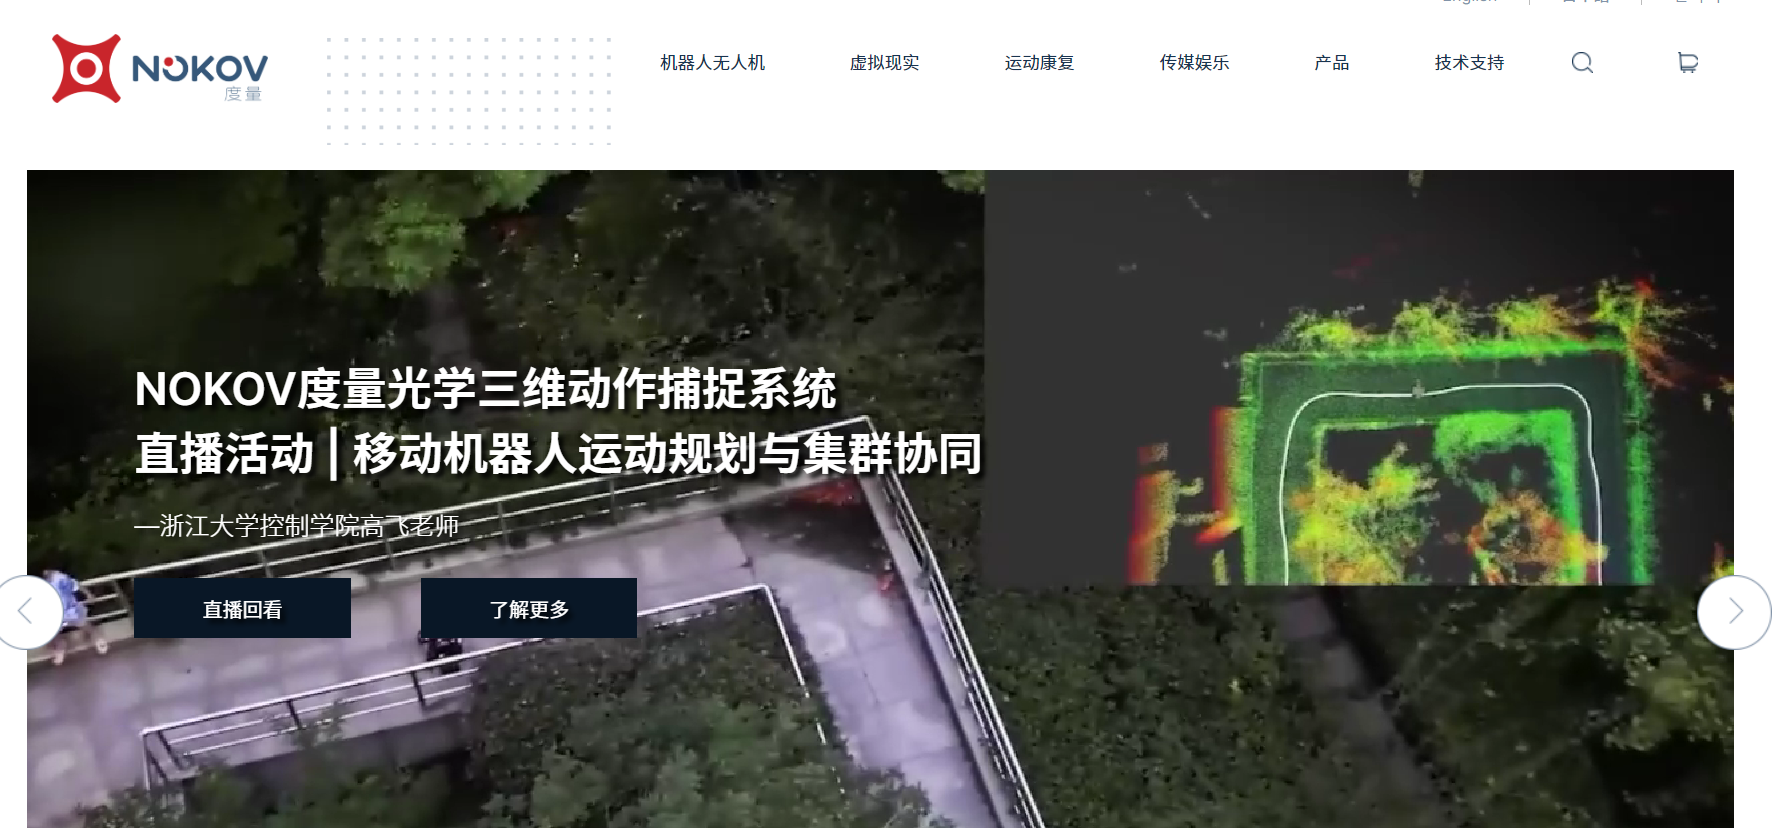 NOKOV
度量
机器人无人机
虚拟现实
运动康复
传媒娱乐
产品
技术支持
NOKOV度量光学三维动作捕捉系统
直播活动 | 移动机器人运动规划与集群协同
—浙江大学控制学院高飞老师
直播回看
了解更多